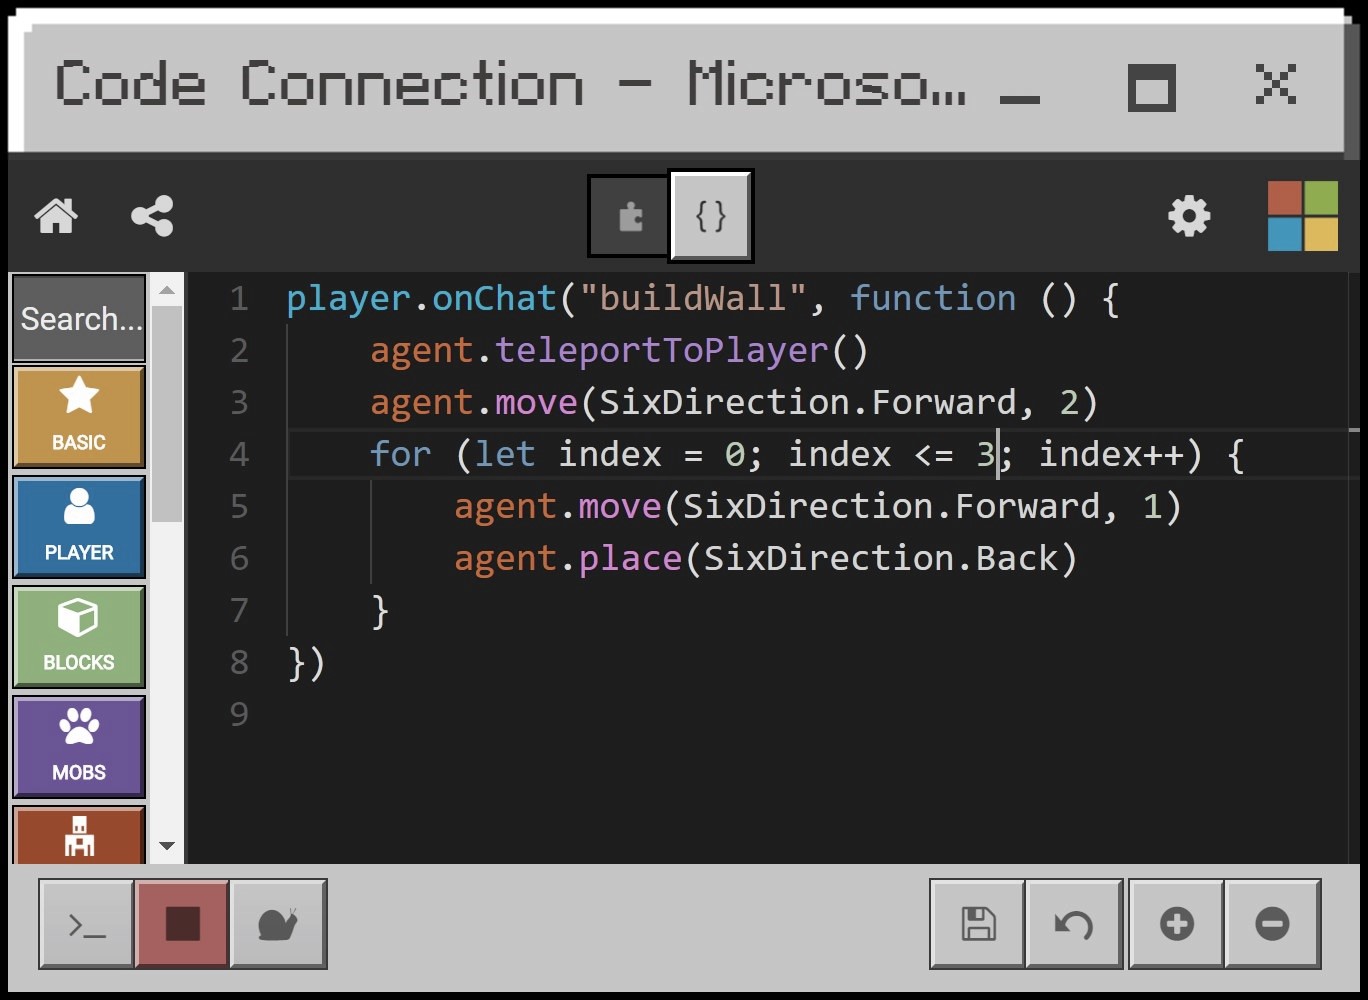 Code Connection - Microso...
{}
Search...
BASIC
PLAYER
BLOCKS
MOBS
1 player.onChat("buildWall", function () {
2     agent.teleportToPlayer()
3     agent.move(SixDirection.Forward, 2)
4     for (let index = 0; index <= 3; index++) {
5         agent.move(SixDirection.Forward, 1)
6         agent.place(SixDirection.Back)
7     }
8 })
9
>_